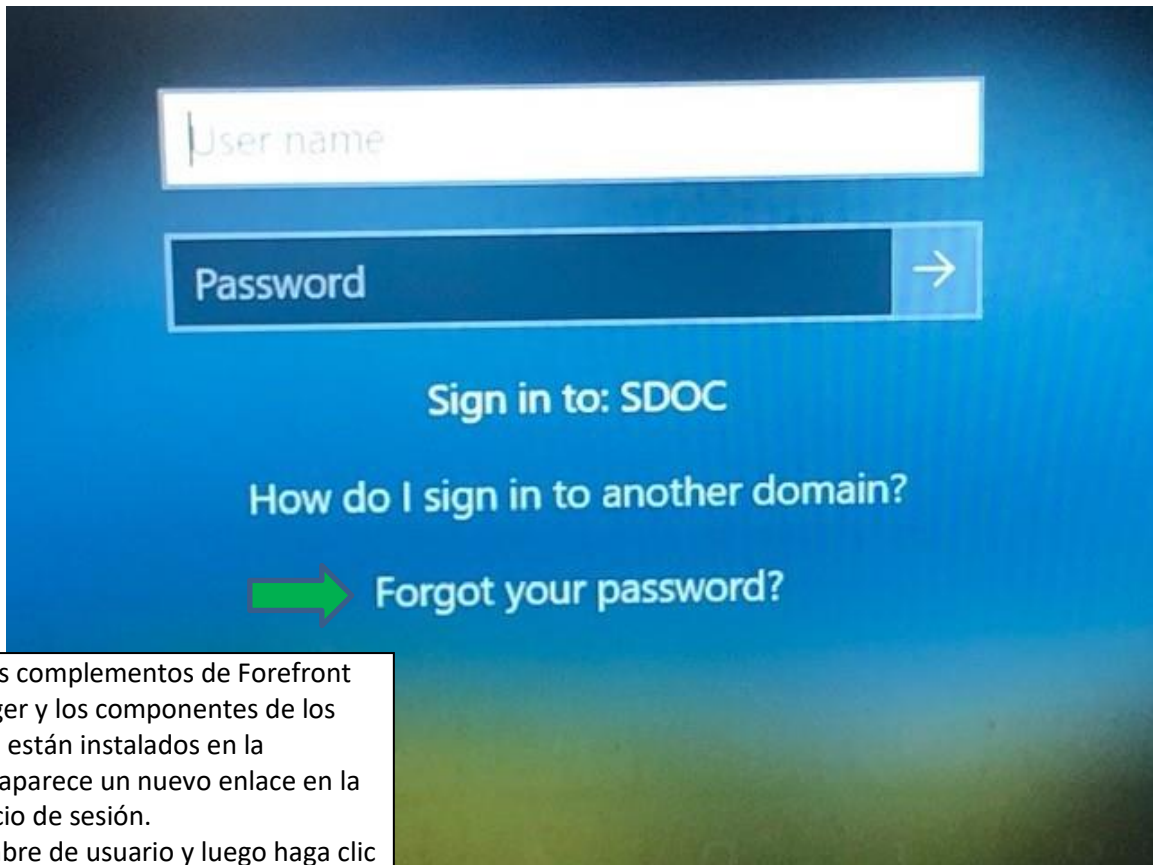 User name
Password
Sign in to: SDOC
How do I sign in to another domain?
Forgot your password?
complementos de Forefront
y los componentes de los
están instalados en la
aparece un nuevo enlace en la
de sesión.
de usuario y luego haga clic